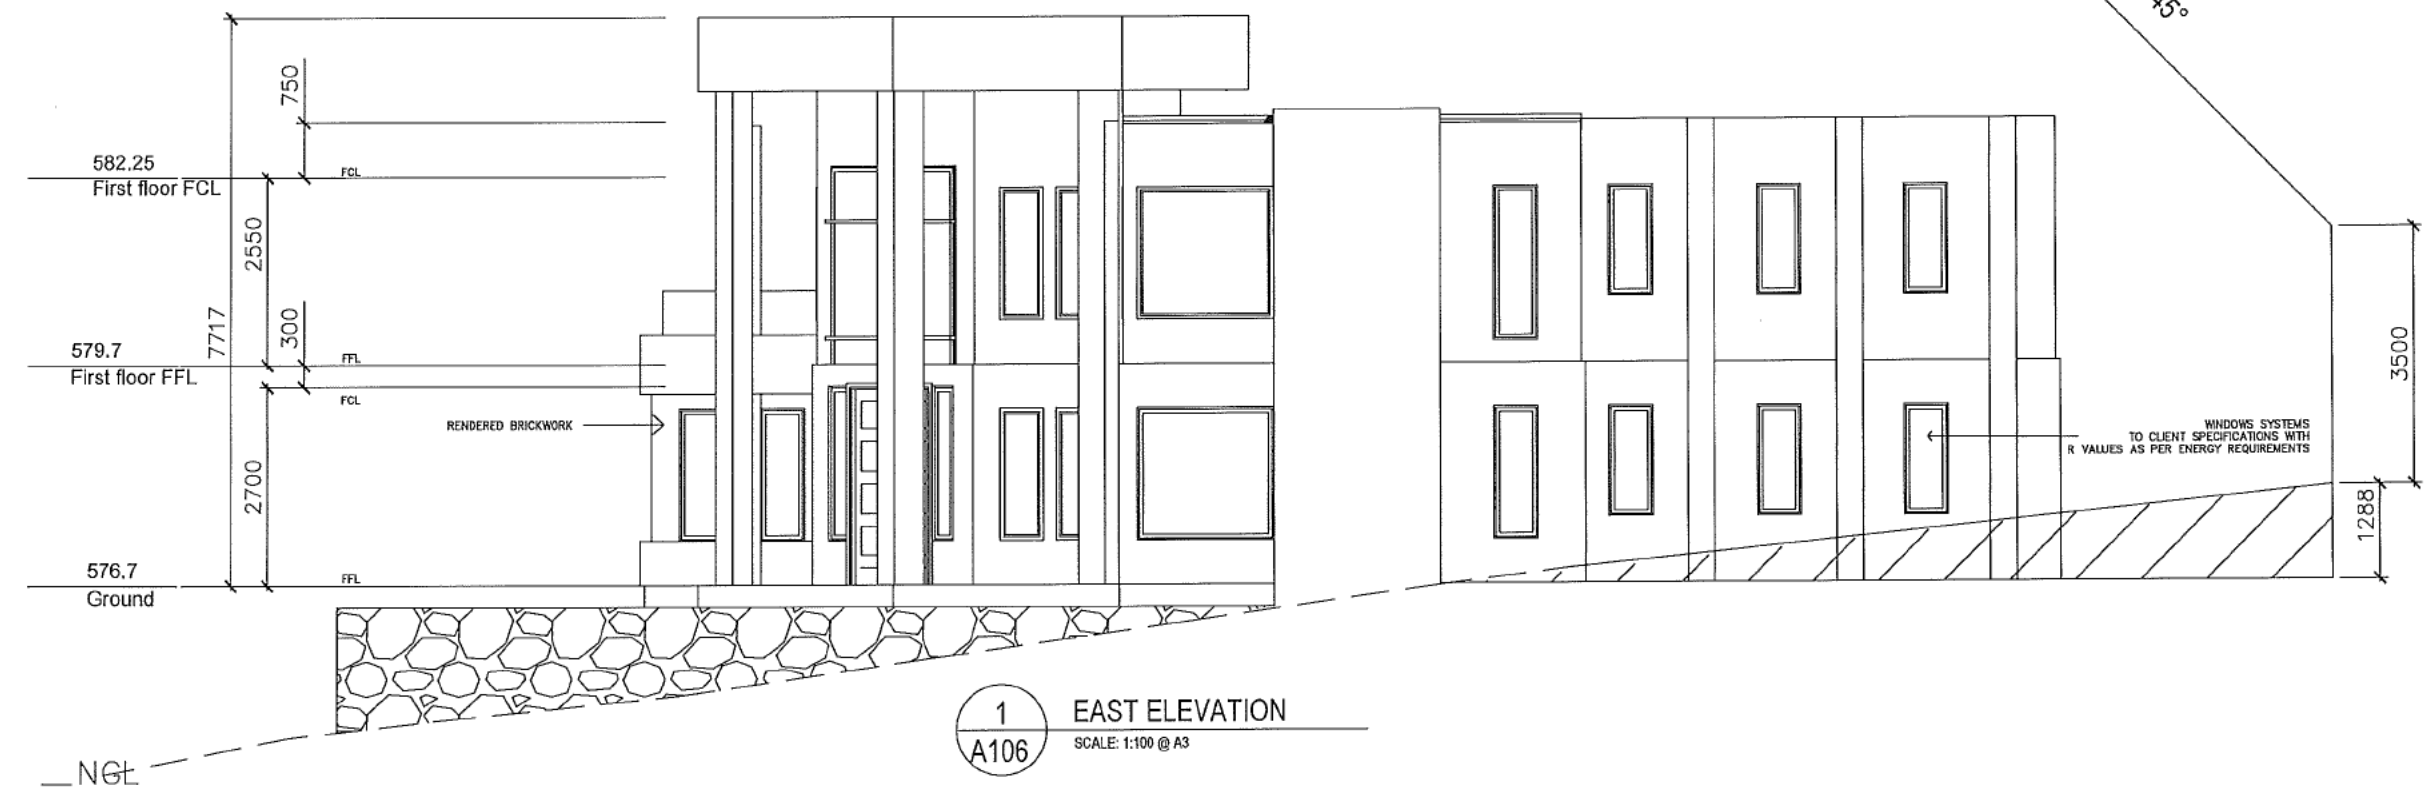 45°
750
582.25
First floor FCL
FCL
2550
7717
300
579.7
First floor FFL
FFL
FCL
RENDERED BRICKWORK
2700
576.7
Ground
FFL
WINDOWS SYSTEMS
TO CLIENT SPECIFICATIONS WITH
R VALUES AS PER ENERGY REQUIREMENTS
3500
1288
1
A106
EAST ELEVATION
SCALE: 1:100 @ A3
NGL